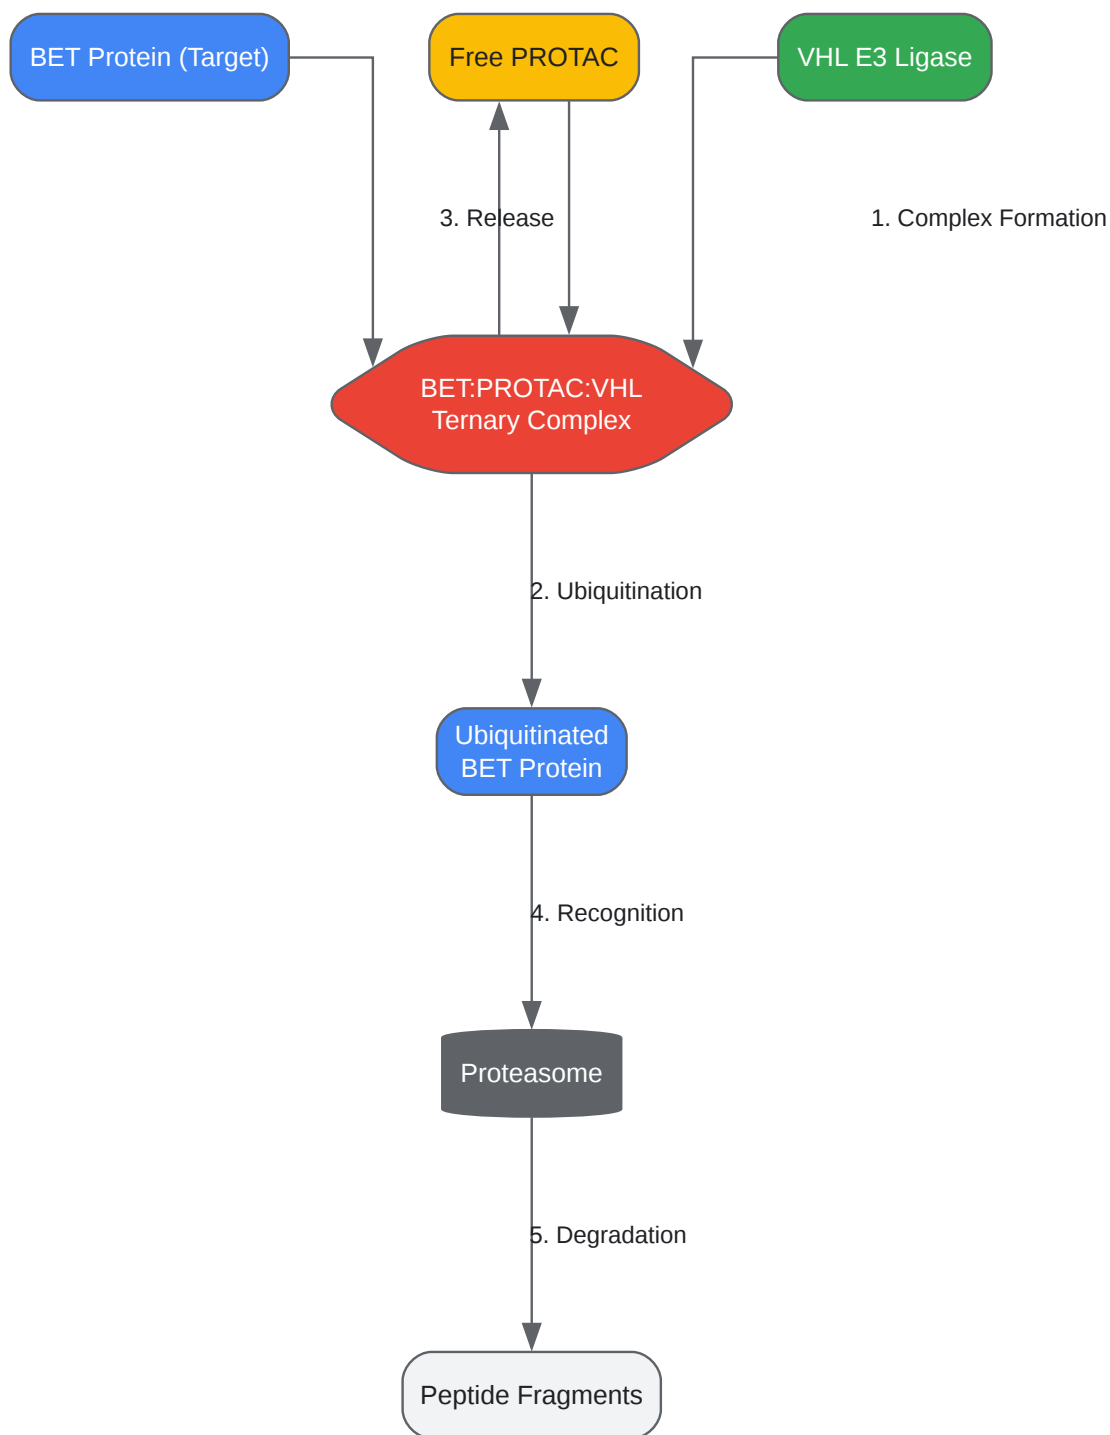 BET Protein (Target)
Free PROTAC
VHL E3 Ligase
3. Release
1. Complex Formation
BET:PROTAC:VHL
Ternary Complex
2. Ubiquitination
Ubiquitinated
BET Protein
4. Recognition
Proteasome
5. Degradation
Peptide Fragments